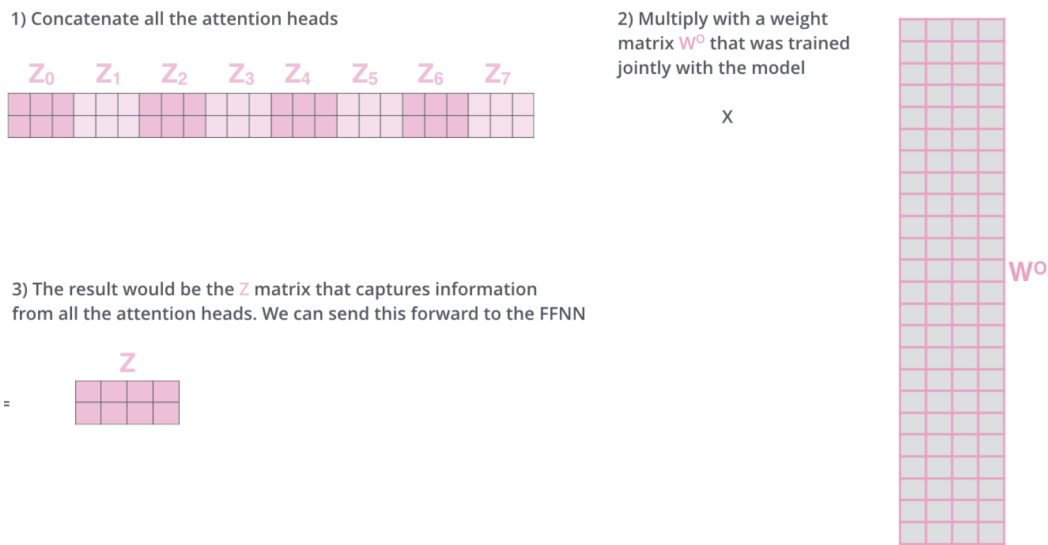 1) Concatenate all the attention heads
Z0 Z1 Z2 Z3 Z4 Z5 Z6 Z7
2) Multiply with a weight
matrix WO that was trained
jointly with the model
X
WO
3) The result would be the Z matrix that captures information
from all the attention heads. We can send this forward to the FFNN
Z
=